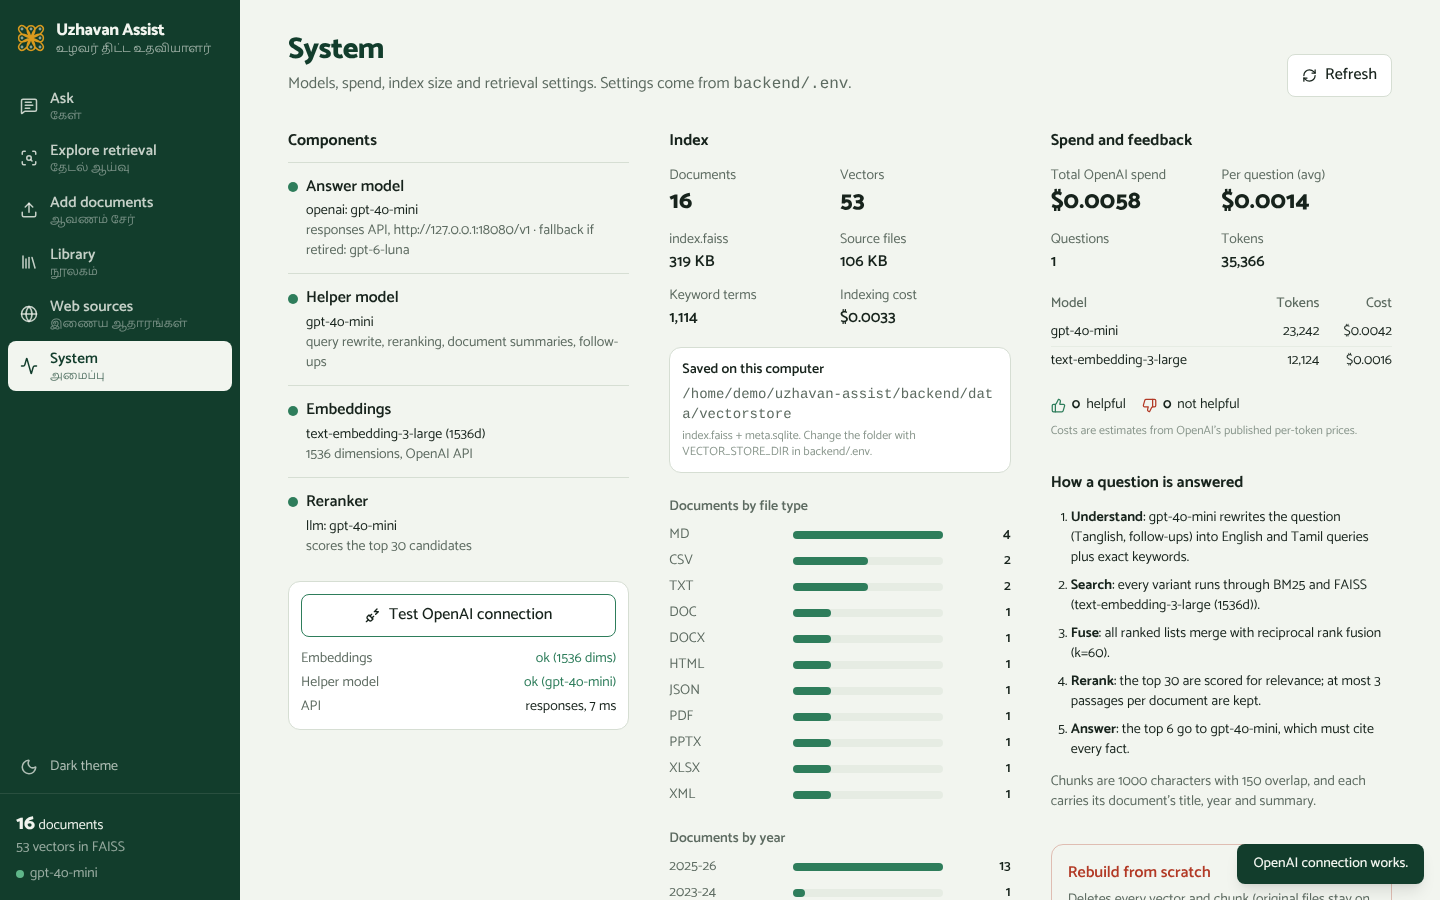 Uzhavan Assist
உழவர் திட்ட உதவியாளர்
Ask
கேள்
Explore retrieval
தேடல் ஆய்வு
Add documents
ஆவணம் சேர்
Library
நூலகம்
Web sources
இணைய ஆதாரங்கள்
System
அமைப்பு
Dark theme
16 documents
53 vectors in FAISS
gpt-4o-mini
System
Models, spend, index size and retrieval settings. Settings come from backend/.env.
Refresh
Components
Answer model
openai: gpt-4o-mini
responses API, http://127.0.0.1:18080/v1 · fallback if
retired: gpt-6-luna
Helper model
gpt-4o-mini
query rewrite, reranking, document summaries, follow-
ups
Embeddings
text-embedding-3-large (1536d)
1536 dimensions, OpenAI API
Reranker
llm: gpt-4o-mini
scores the top 30 candidates
Test OpenAI connection
Embeddings ok (1536 dims)
Helper model ok (gpt-4o-mini)
API responses, 7 ms
Index
Documents Vectors
16 53
index.faiss Source files
319 KB 106 KB
Keyword terms Indexing cost
1,114 $0.0033
Saved on this computer
/home/demo/uzhavan-assist/backend/dat
a/vectorstore
index.faiss + meta.sqlite. Change the folder with
VECTOR_STORE_DIR in backend/.env.
Documents by file type
MD 4
CSV 2
TXT 2
DOC 1
DOCX 1
HTML 1
JSON 1
PDF 1
PPTX 1
XLSX 1
XML 1
Documents by year
2025-26 13
2023-24 1
Spend and feedback
Total OpenAI spend Per question (avg)
$0.0058 $0.0014
Questions Tokens
1 35,366
Model Tokens Cost
gpt-4o-mini 23,242 $0.0042
text-embedding-3-large 12,124 $0.0016
0 helpful 0 not helpful
Costs are estimates from OpenAI's published per-token prices.
How a question is answered
1. Understand: gpt-4o-mini rewrites the question
(Tanglish, follow-ups) into English and Tamil queries
plus exact keywords.
2. Search: every variant runs through BM25 and FAISS
(text-embedding-3-large (1536d)).
3. Fuse: all ranked lists merge with reciprocal rank fusion
(k=60).
4. Rerank: the top 30 are scored for relevance; at most 3
passages per document are kept.
5. Answer: the top 6 go to gpt-4o-mini, which must cite
every fact.
Chunks are 1000 characters with 150 overlap, and each
carries its document's title, year and summary.
Rebuild from scratch
Deletes every vector and chunk (original files stay on
OpenAI connection works.